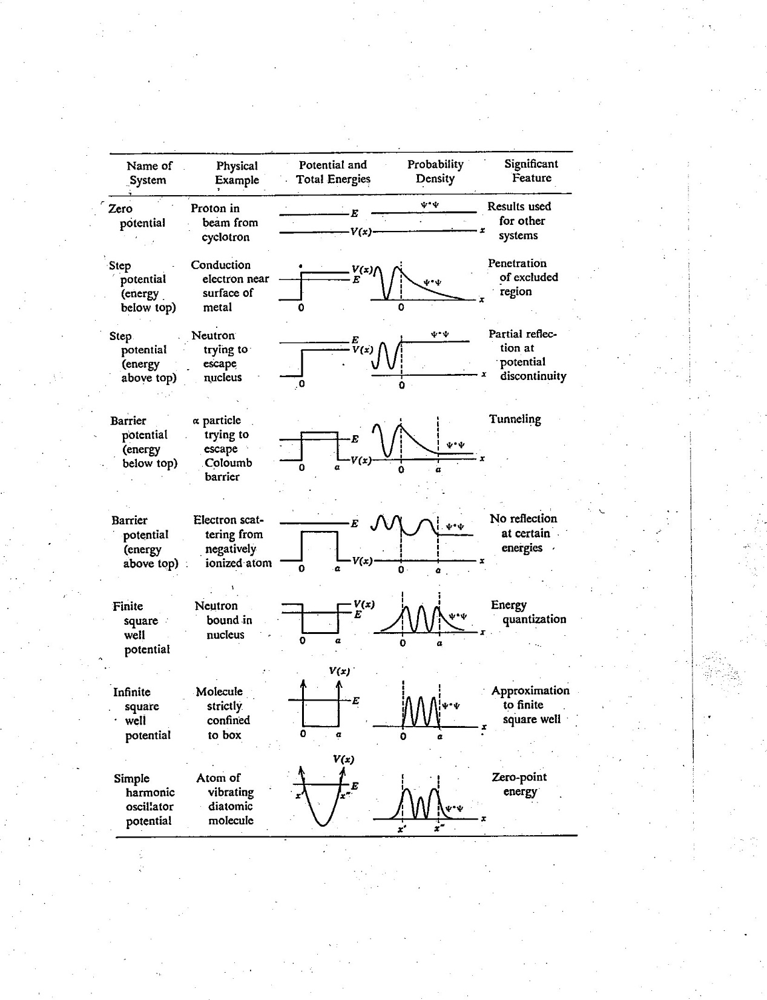 Name of System
Physical Example
Potential and Total Energies
Probability Density
Significant Feature
Zero potential
Proton in beam from cyclotron
E
V(x)
Ψ*Ψ
x
Results used for other systems
Step potential (energy below top)
Conduction electron near surface of metal
V(x)
E
0
Ψ*Ψ
x
0
Penetration of excluded region
Step potential (energy above top)
Neutron trying to escape nucleus
E
V(x)
0
Ψ*Ψ
x
0
Partial reflec-
tion at potential discontinuity
Barrier potential (energy below top)
α particle trying to escape Coloumb barrier
E
V(x)
0
a
Ψ*Ψ
x
0
a
Tunneling
Barrier potential (energy above top)
Electron scat-
tering from negatively ionized atom
E
V(x)
0
a
Ψ*Ψ
x
0
a
No reflection at certain energies
Finite square well potential
Neutron bound in nucleus
V(x)
E
0
a
Ψ*Ψ
x
0
a
Energy quantization
Infinite square well potential
Molecule strictly confined to box
V(x)
E
0
a
Ψ*Ψ
x
0
a
Approximation to finite square well
Simple harmonic oscillator potential
Atom of vibrating diatomic molecule
V(x)
E
x'
x"
Ψ*Ψ
x
x'
x"
Zero-point energy